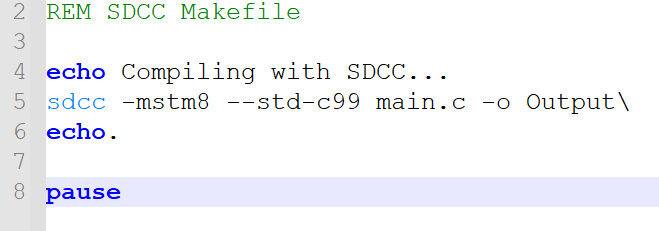 2 REM SDCC Makefile
3
4 echo Compiling with SDCC...
5 sdcc -mstm8 --std-c99 main.c -o Output\
6 echo.
7
8 pause